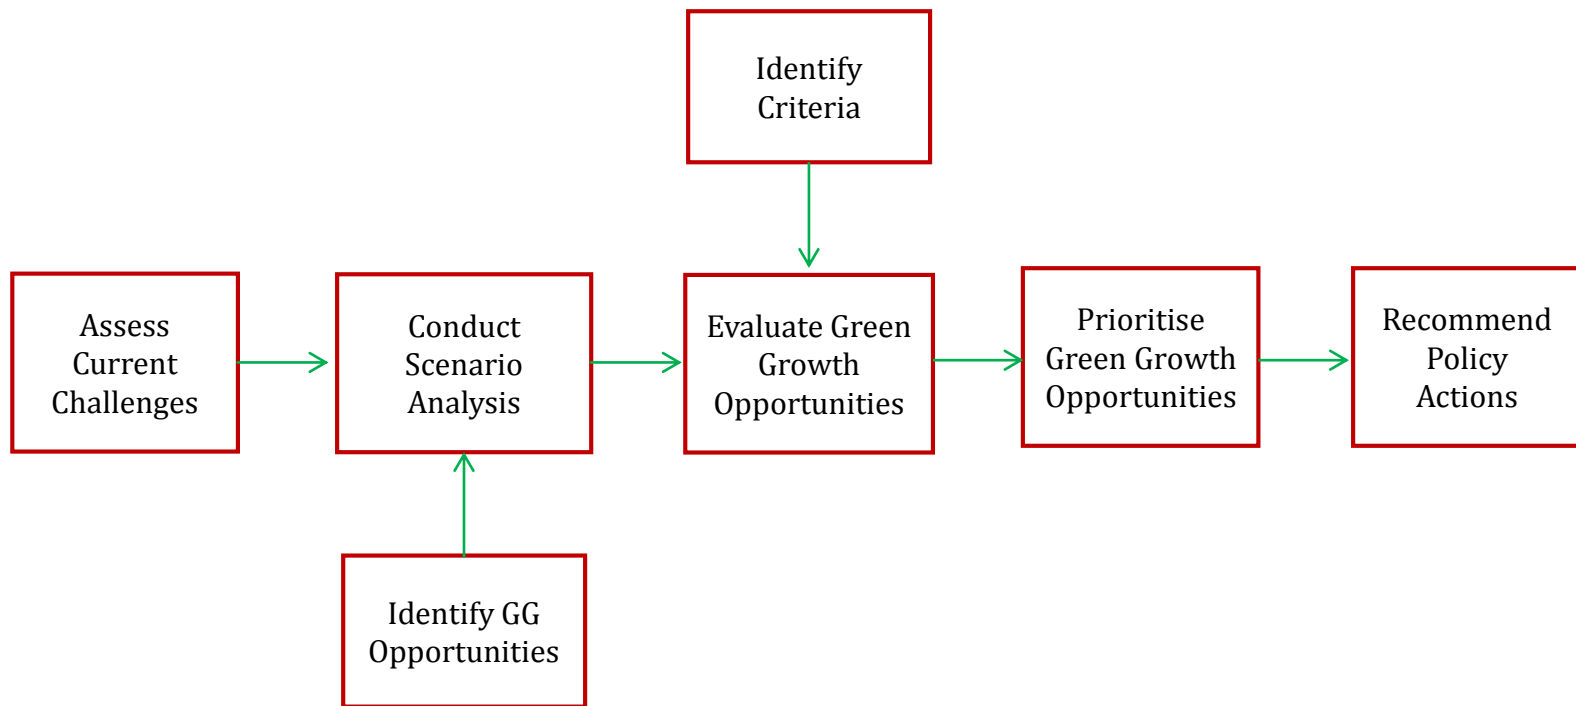 Identify
Criteria
Assess
Current
Challenges
Conduct
Scenario
Analysis
Evaluate Green
Growth
Opportunities
Prioritise
Green Growth
Opportunities
Recommend
Policy
Actions
Identify GG
Opportunities